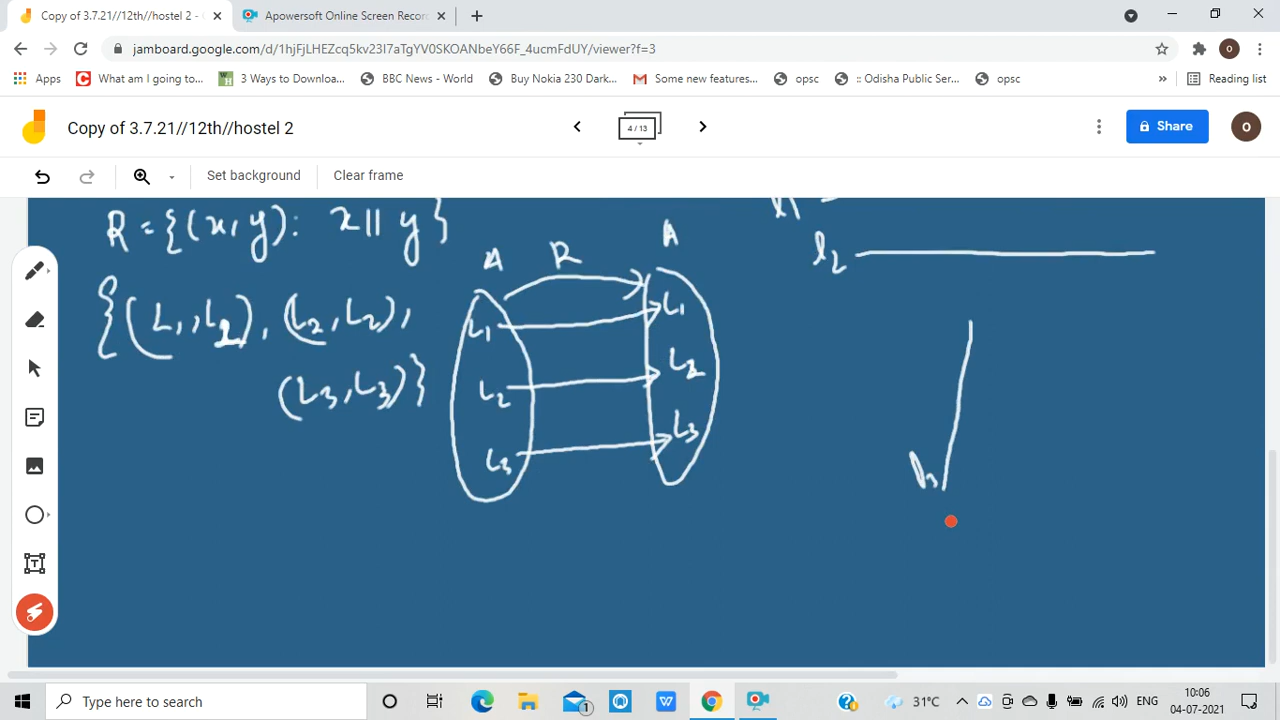 Copy of 3.7.21//12th//hostel 2 -
Apowersoft Online Screen Recor
jamboard.google.com/d/1hjFjLHEZcq5kv23I7aTgYV0SKOANbeY66F_4ucmFdUY/viewer?f=3
O
Apps
What am I going to...
3 Ways to Downloa...
BBC News - World
Buy Nokia 230 Dark...
Some new features...
opsc
:: Odisha Public Ser...
opsc
»
Reading list
Copy of 3.7.21//12th//hostel 2
4 / 13
Share
O
Set background
Clear frame
R = {(x, y): x || y}
l1 =
l2
A R A
{(L1, L1), (L2, L2),
(L3, L3)}
L1 L1
L2 L2
L3 L3
l3
Type here to search
1
31°C
ENG
10:06
04-07-2021